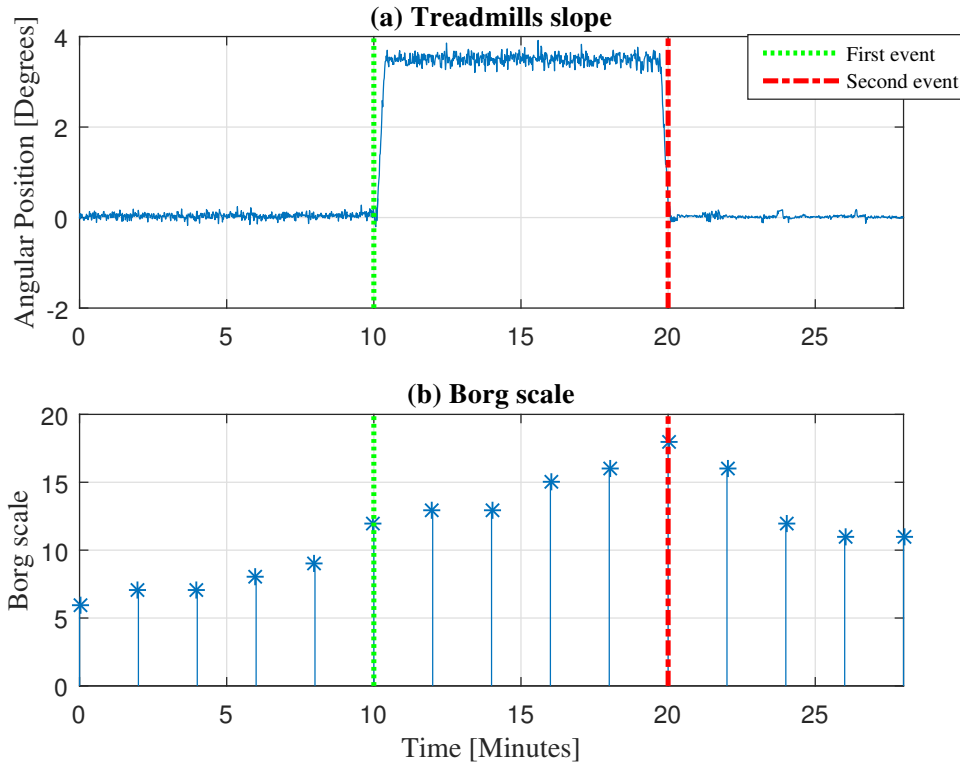 (a) Treadmills slope
Angular Position [Degrees]
4
2
0
-2
0 5 10 15 20 25
First event
Second event
(b) Borg scale
Borg scale
20
15
10
5
0
0 5 10 15 20 25
Time [Minutes]